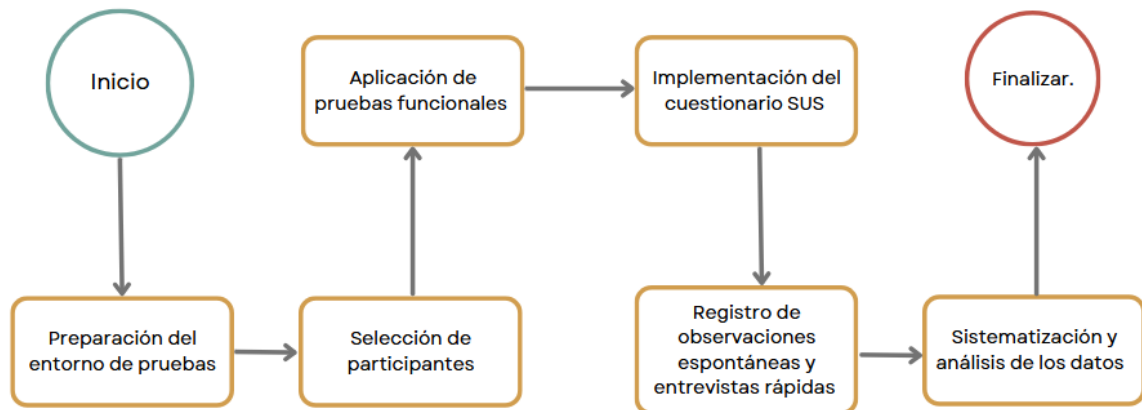 Inicio
Preparación del
entorno de pruebas
Selección de
participantes
Aplicación de
pruebas funcionales
Implementación del
cuestionario SUS
Registro de
observaciones
espontáneas y
entrevistas rápidas
Sistematización y
análisis de los datos
Finalizar.